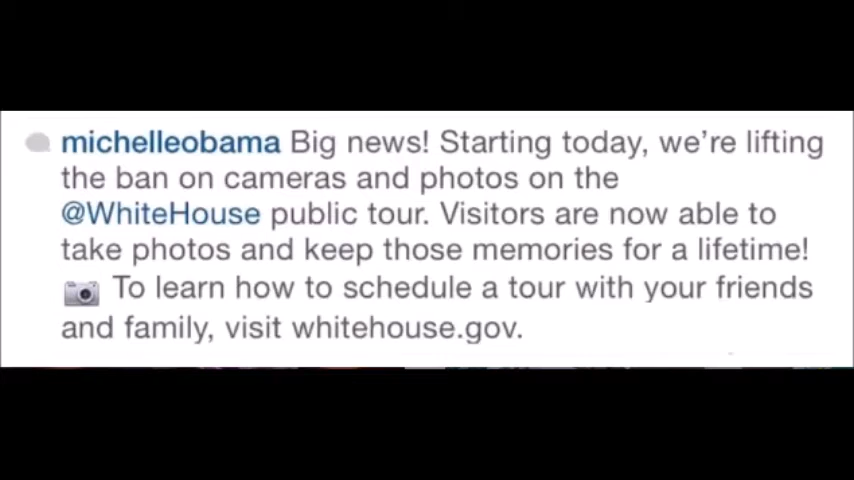 michelleobama Big news! Starting today, we're lifting
the ban on cameras and photos on the
@WhiteHouse public tour. Visitors are now able to
take photos and keep those memories for a lifetime!
📷 To learn how to schedule a tour with your friends
and family, visit whitehouse.gov.